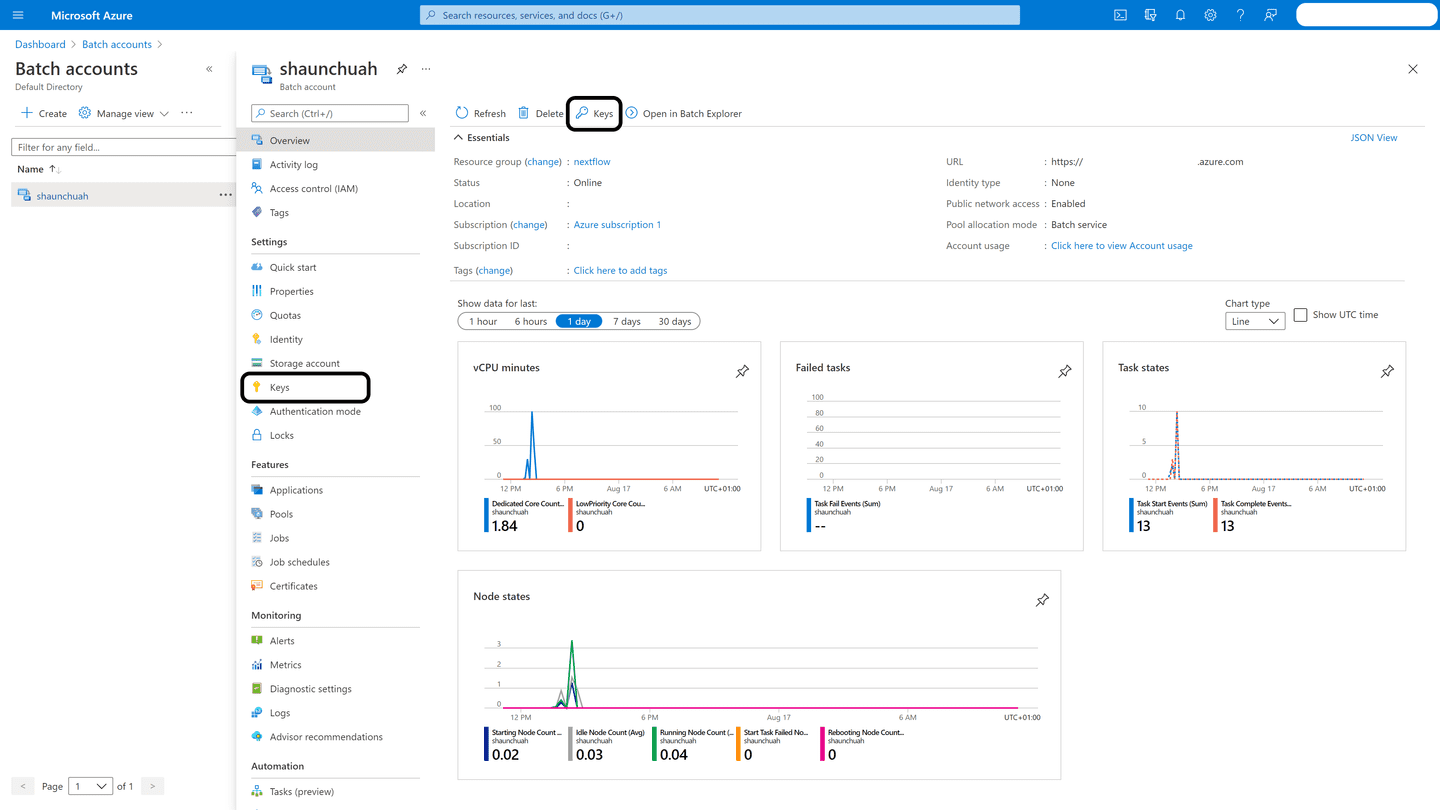 Microsoft Azure
Search resources, services, and docs (G+/)
Dashboard > Batch accounts >
Batch accounts
Default Directory
Create
Manage view
Filter for any field...
Name
shaunchuah
< Page 1 of 1 >
shaunchuah
Batch account
Search (Ctrl+/)
Overview
Activity log
Access control (IAM)
Tags
Settings
Quick start
Properties
Quotas
Identity
Storage account
Keys
Authentication mode
Locks
Features
Applications
Pools
Jobs
Job schedules
Certificates
Monitoring
Alerts
Metrics
Diagnostic settings
Logs
Advisor recommendations
Automation
Tasks (preview)
Refresh Delete Keys Open in Batch Explorer
Essentials
JSON View
Resource group (change) : nextflow
Status : Online
Location :
Subscription (change) : Azure subscription 1
Subscription ID :
Tags (change) : Click here to add tags
URL : https:// .azure.com
Identity type : None
Public network access : Enabled
Pool allocation mode : Batch service
Account usage : Click here to view Account usage
Show data for last:
1 hour 6 hours 1 day 7 days 30 days
Chart type
Line
Show UTC time
vCPU minutes
100
50
0
12 PM 6 PM Aug 17 6 AM UTC+01:00
Dedicated Core Count... LowPriority Core Cou...
shaunchuah shaunchuah
1.84 0
Failed tasks
100
80
60
40
20
0
12 PM 6 PM Aug 17 6 AM UTC+01:00
Task Fail Events (Sum)
shaunchuah
--
Task states
10
5
0
12 PM 6 PM Aug 17 6 AM UTC+01:00
Task Start Events (Sum) Task Complete Events...
shaunchuah shaunchuah
13 13
Node states
3
2
1
0
12 PM 6 PM Aug 17 6 AM UTC+01:00
Starting Node Count ... Idle Node Count (Avg) Running Node Count (... Start Task Failed No... Rebooting Node Count...
shaunchuah shaunchuah shaunchuah shaunchuah shaunchuah
0.02 0.03 0.04 0 0